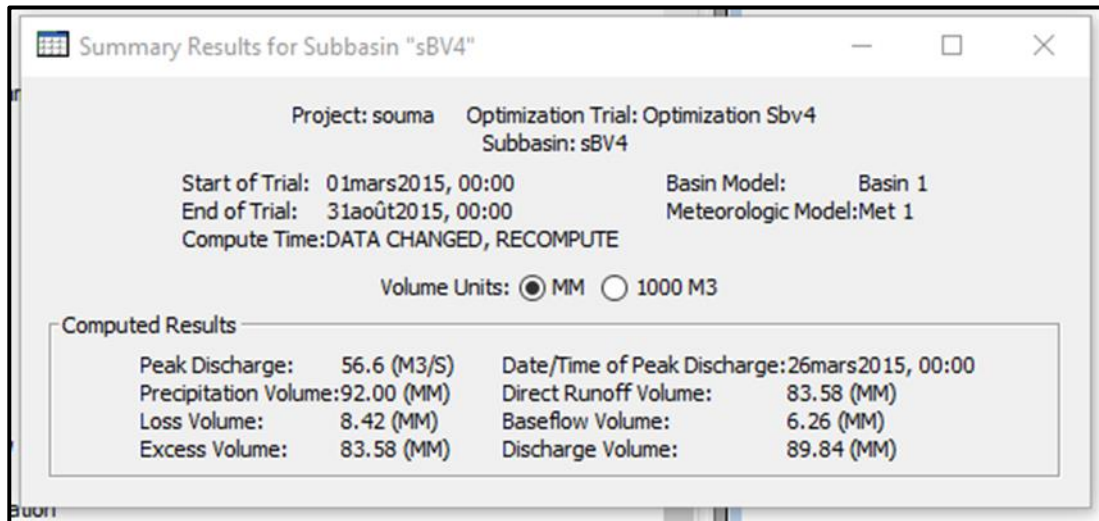 Summary Results for Subbasin "sBV4"
Project: souma Optimization Trial: Optimization Sbv4
Subbasin: sBV4
Start of Trial: 01mars2015, 00:00 Basin Model: Basin 1
End of Trial: 31août2015, 00:00 Meteorologic Model:Met 1
Compute Time:DATA CHANGED, RECOMPUTE
Volume Units: MM 1000 M3
Computed Results
Peak Discharge: 56.6 (M3/S) Date/Time of Peak Discharge:26mars2015, 00:00
Precipitation Volume:92.00 (MM) Direct Runoff Volume: 83.58 (MM)
Loss Volume: 8.42 (MM) Baseflow Volume: 6.26 (MM)
Excess Volume: 83.58 (MM) Discharge Volume: 89.84 (MM)